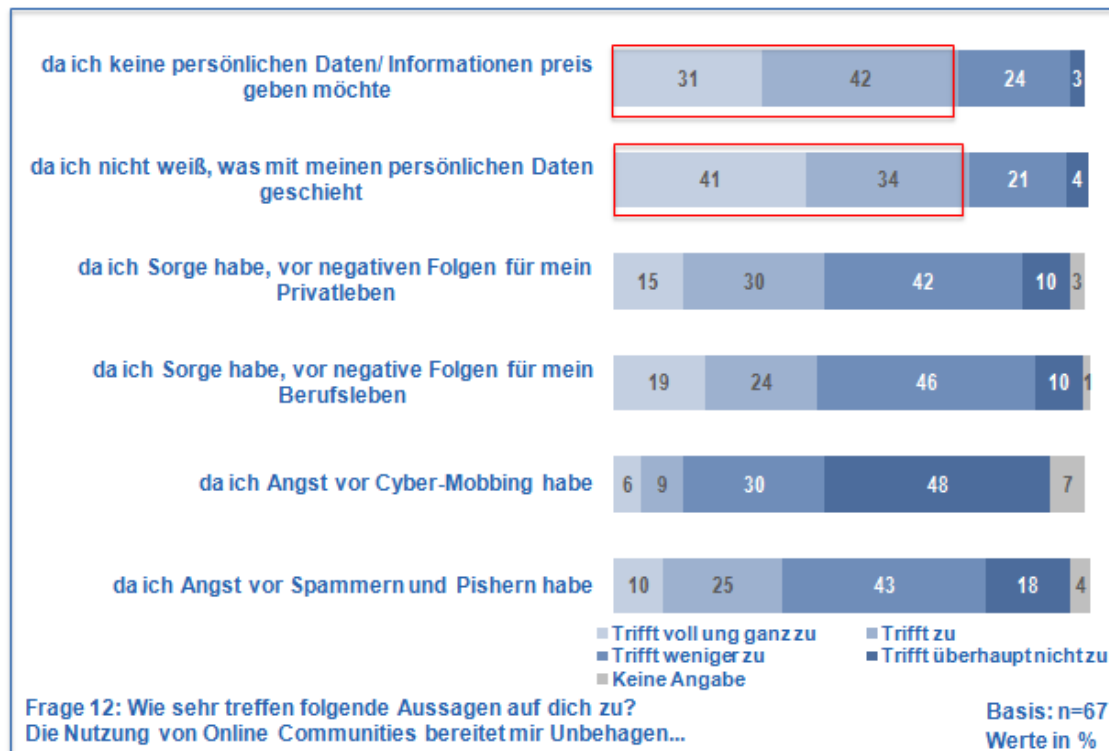 da ich keine persönlichen Daten/ Informationen preis
geben möchte
31 42 24 3
da ich nicht weiß, was mit meinen persönlichen Daten
geschieht
41 34 21 4
da ich Sorge habe, vor negativen Folgen für mein
Privatleben
15 30 42 10 3
da ich Sorge habe, vor negative Folgen für mein
Berufsleben
19 24 46 10 1
da ich Angst vor Cyber-Mobbing habe
6 9 30 48 7
da ich Angst vor Spammern und Pishern habe
10 25 43 18 4
Trifft voll ung ganz zu Trifft zu
Trifft weniger zu Trifft überhaupt nicht zu
Keine Angabe
Frage 12: Wie sehr treffen folgende Aussagen auf dich zu?
Die Nutzung von Online Communities bereitet mir Unbehagen...
Basis: n=67
Werte in %